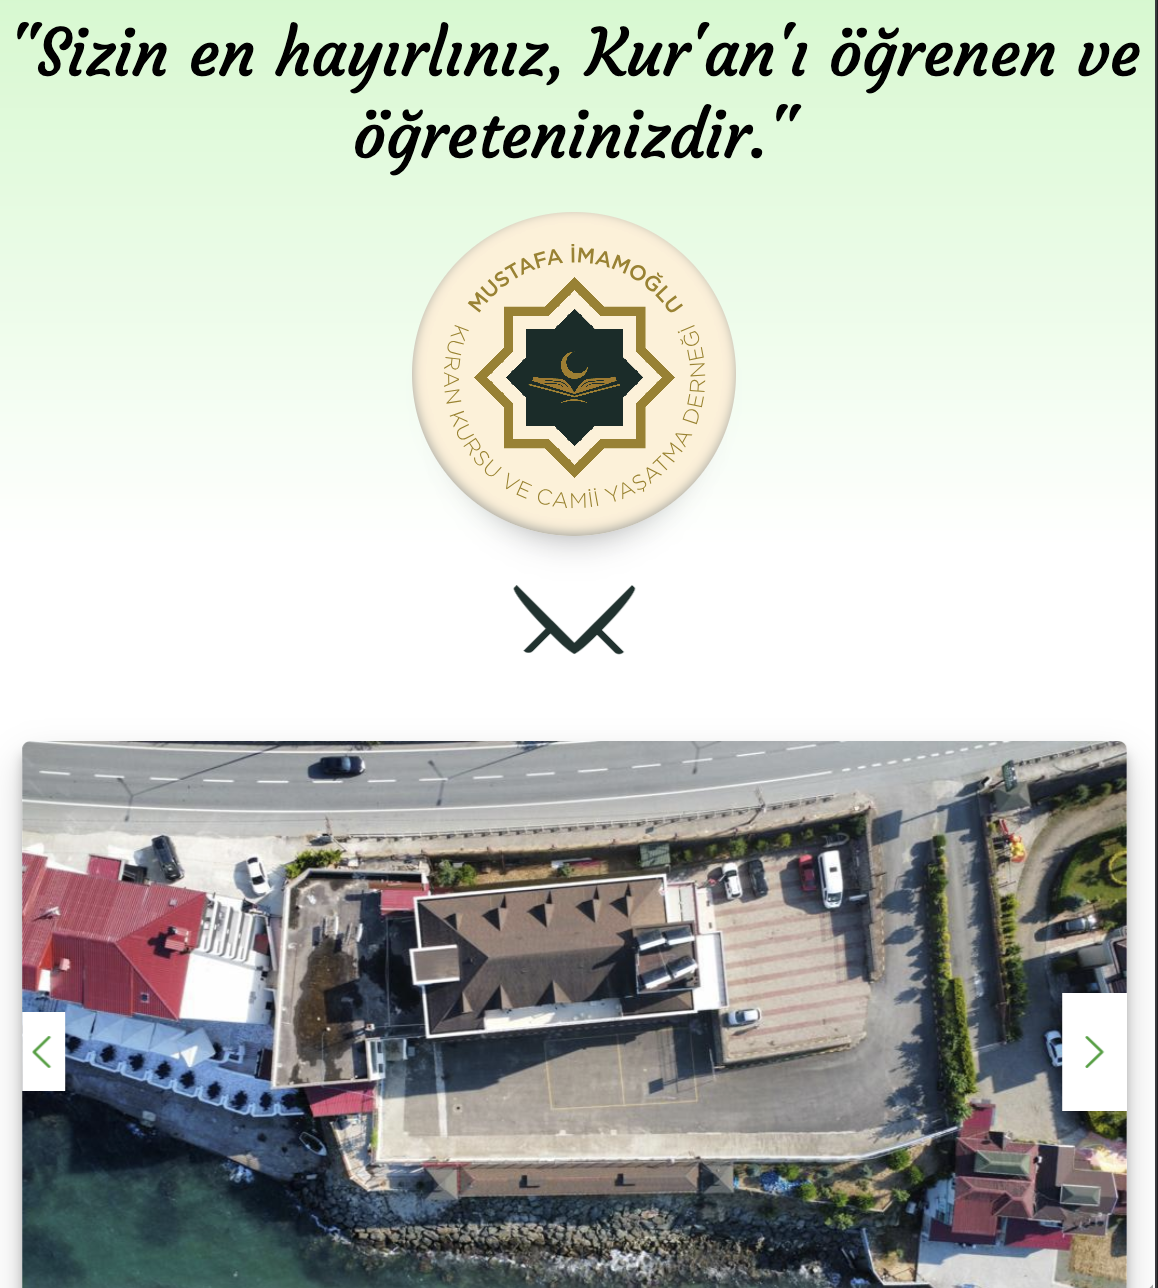 "Sizin en hayırlınız, Kur'an'ı öğrenen ve
öğreteninizdir."
MUSTAFA İMAMOĞLU
KURAN KURSU VE CAMİİ YAŞATMA DERNEĞİ